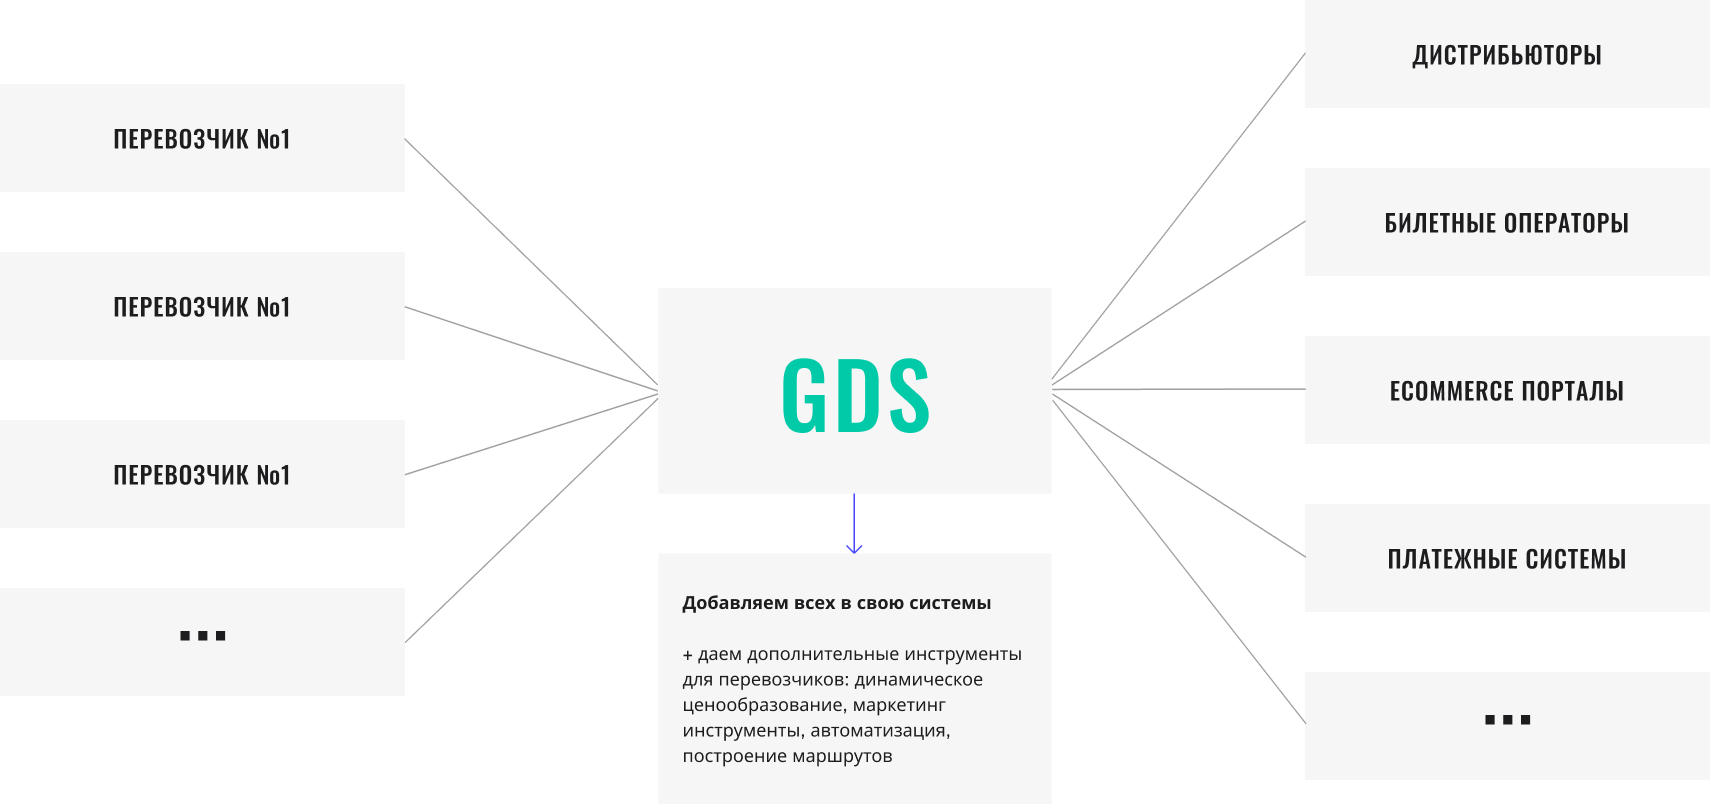 ПЕРЕВОЗЧИК №1
ПЕРЕВОЗЧИК №1
ПЕРЕВОЗЧИК №1
...
GDS
Добавляем всех в свою системы
+ даем дополнительные инструменты
для перевозчиков: динамическое
ценообразование, маркетинг
инструменты, автоматизация,
построение маршрутов
ДИСТРИБЬЮТОРЫ
БИЛЕТНЫЕ ОПЕРАТОРЫ
ECOMMERCE ПОРТАЛЫ
ПЛАТЕЖНЫЕ СИСТЕМЫ
...